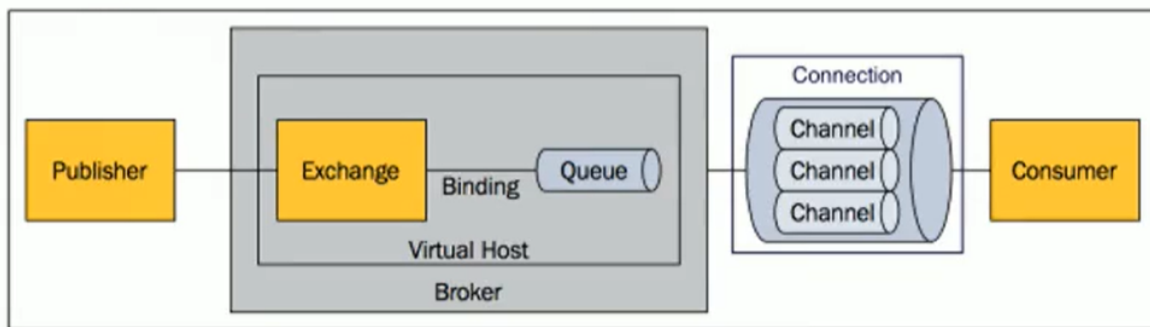 Publisher
Exchange
Binding
Queue
Virtual Host
Broker
Connection
Channel
Channel
Channel
Consumer